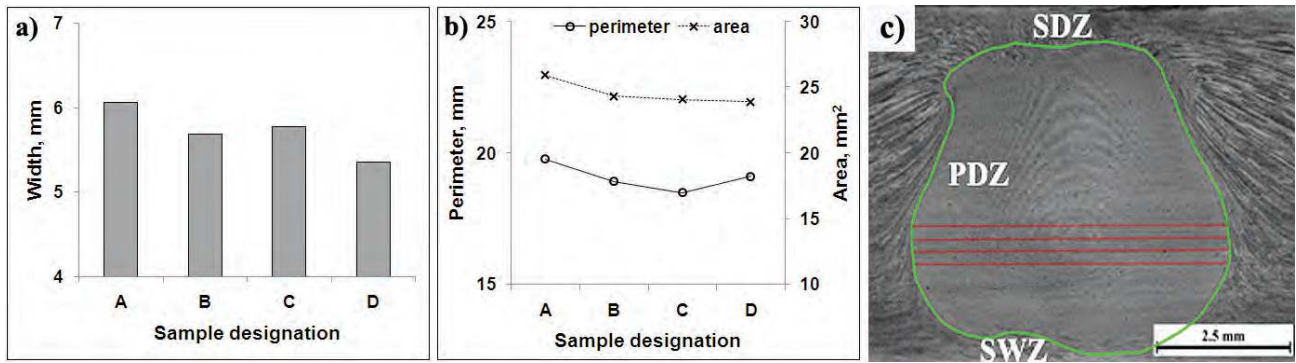 a)
7
6
5
4
Width, mm
A B C D
Sample designation
b)
perimeter area
25
20
15
Perimeter, mm
30
25
20
15
10
Area, mm²
A B C D
Sample designation
c)
SDZ
PDZ
SWZ
2.5 mm